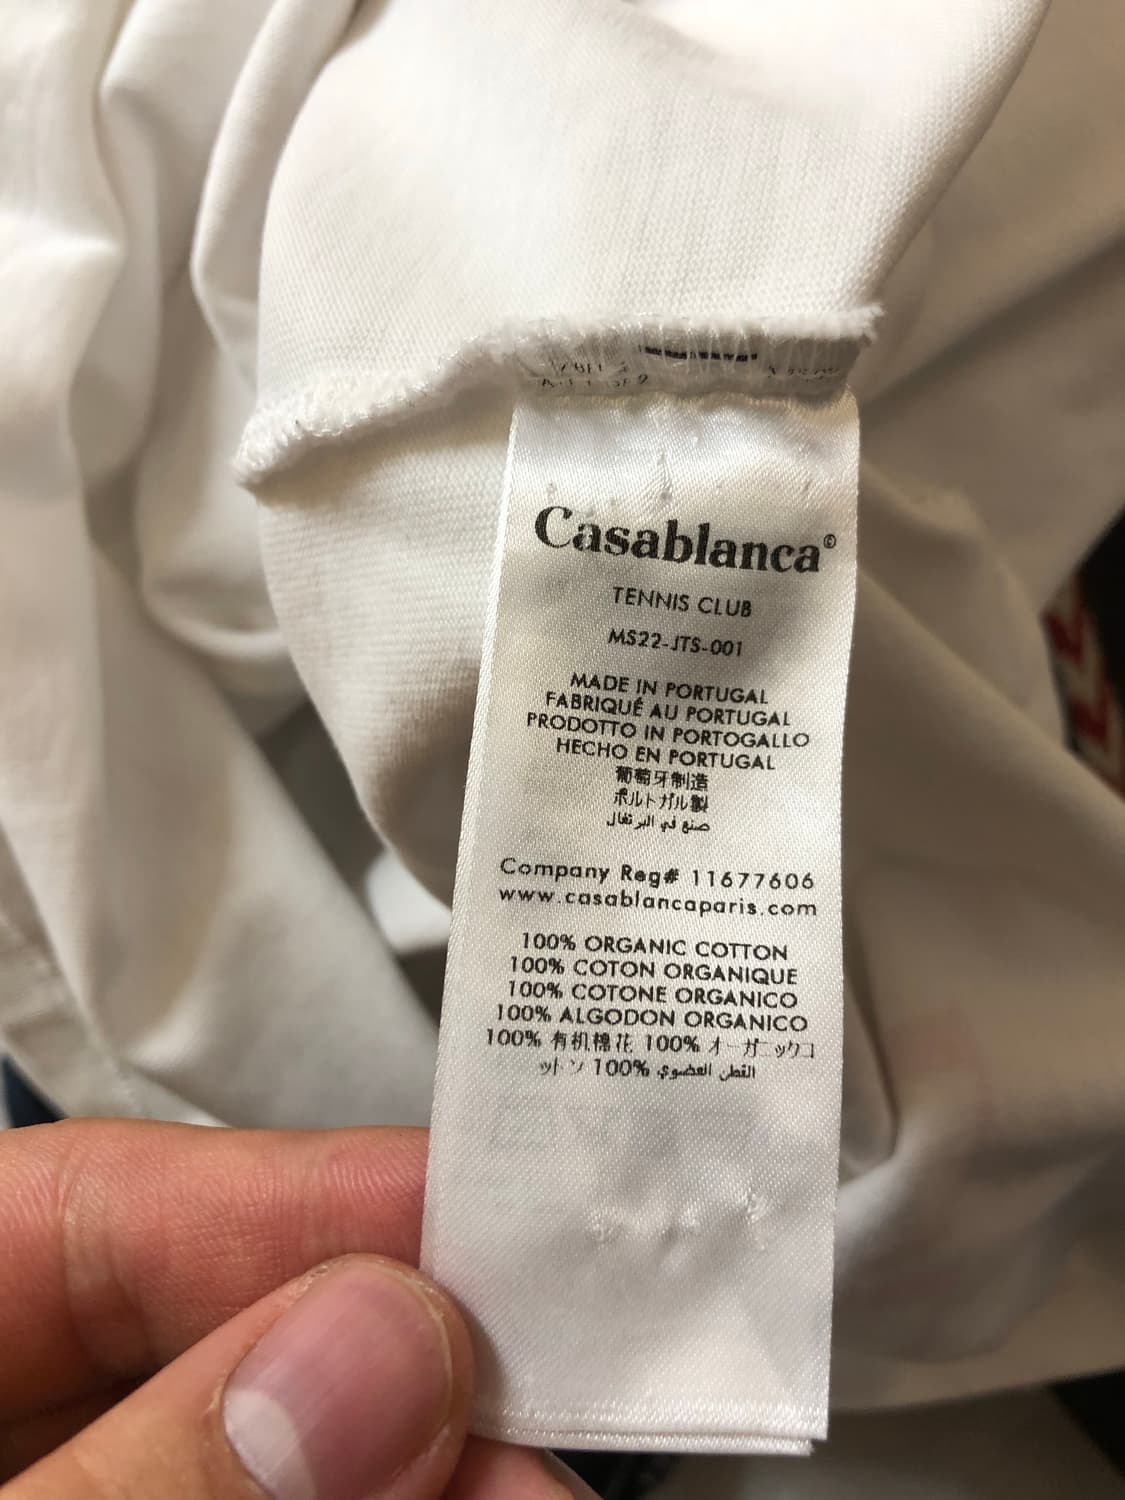 Casablanca©
TENNIS CLUB
MS22-JTS-001
MADE IN PORTUGAL
FABRIQUÉ AU PORTUGAL
PRODOTTO IN PORTOGALLO
HECHO EN PORTUGAL
葡萄牙制造
ポルトガル製
صنع في البرتغال
Company Reg# 11677606
www.casablancaparis.com
100% ORGANIC COTTON
100% COTON ORGANIQUE
100% COTONE ORGANICO
100% ALGODON ORGANICO
100% 有机棉花 100% オーガニックコ
ットン 100% القطن العضوي